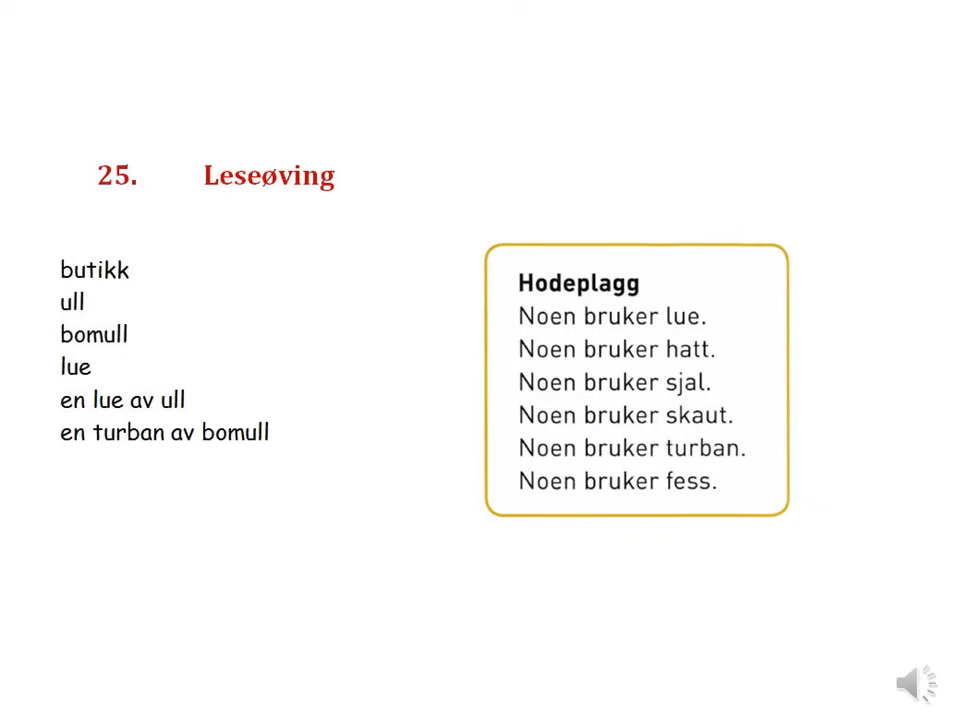 25. Leseøving
butikk
ull
bomull
lue
en lue av ull
en turban av bomull
Hodeplagg
Noen bruker lue.
Noen bruker hatt.
Noen bruker sjal.
Noen bruker skaut.
Noen bruker turban.
Noen bruker fess.